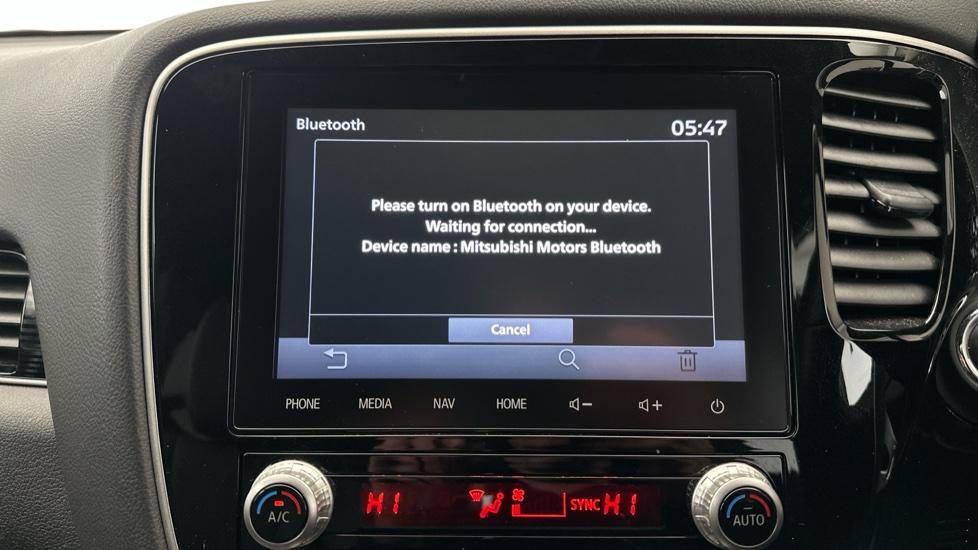 Bluetooth 05:47
Please turn on Bluetooth on your device.
Waiting for connection...
Device name : Mitsubishi Motors Bluetooth
Cancel
PHONE MEDIA NAV HOME
HI SYNC HI
A/C AUTO